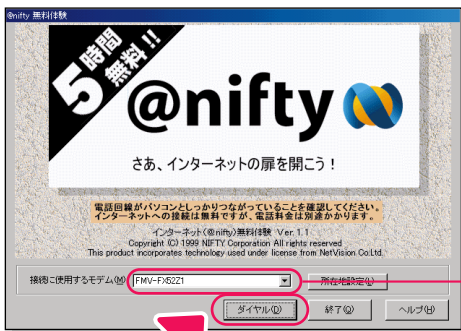 @nifty 無料体験
5時間
無料!!
@nifty
さあ、インターネットの扉を開こう!
電話回線がパソコンとしっかりつながっていることを確認してください。
インターネットへの接続は無料ですが、電話料金は別途かかります。
インターネット(@nifty)無料体験 Ver.1.1
Copyright (C) 1999 NIFTY Corporation All rights reserved
This product incorporates technology used under license from NetVision Co.Ltd.
接続に使用するモデム(M) FMV-FX52Z1 所在地設定(L)
ダイヤル(D) 終了(Q) ヘルプ(H)